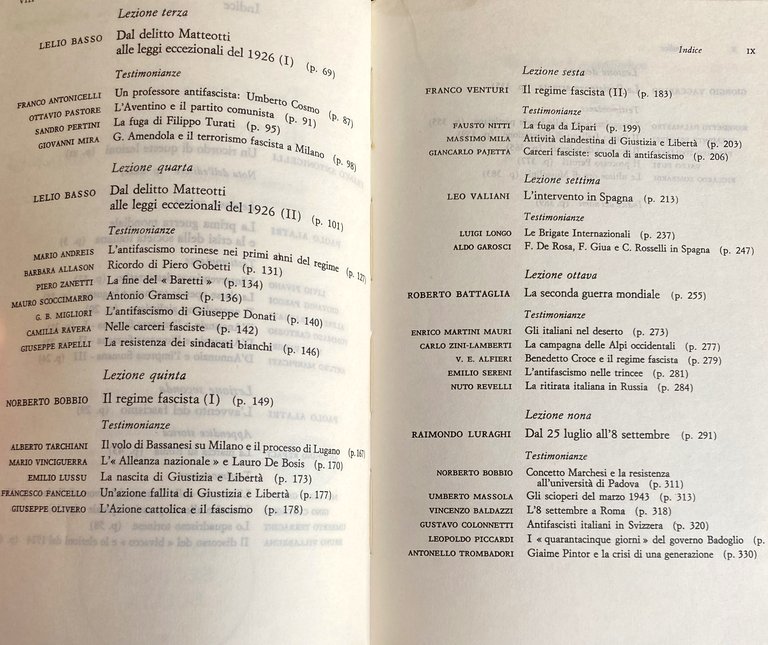 VIII
Lezione terza
LELIO BASSO Dal delitto Matteotti
alle leggi eccezionali del 1926 (I) (p. 69)
Testimonianze
FRANCO ANTONICELLI Un professore antifascista: Umberto Cosmo (p. 87)
OTTAVIO PASTORE L'Aventino e il partito comunista (p. 91)
SANDRO PERTINI La fuga di Filippo Turati (p. 95)
GIOVANNI MIRA G. Amendola e il terrorismo fascista a Milano (p. 98)
Lezione quarta
LELIO BASSO Dal delitto Matteotti
alle leggi eccezionali del 1926 (II) (p. 101)
Testimonianze
MARIO ANDREIS L'antifascismo torinese nei primi anni del regime (p. 127)
BARBARA ALLASON Ricordo di Piero Gobetti (p. 131)
PIERO ZANETTI La fine del « Baretti » (p. 134)
MAURO SCOCCIMARRO Antonio Gramsci (p. 136)
G. B. MIGLIORI L'antifascismo di Giuseppe Donati (p. 140)
CAMILLA RAVERA Nelle carceri fasciste (p. 142)
GIUSEPPE RAPELLI La resistenza dei sindacati bianchi (p. 146)
Lezione quinta
NORBERTO BOBBIO Il regime fascista (I) (p. 149)
Testimonianze
ALBERTO TARCHIANI Il volo di Bassanesi su Milano e il processo di Lugano (p. 167)
MARIO VINCIGUERRA L'« Alleanza nazionale » e Lauro De Bosis (p. 170)
EMILIO LUSSU La nascita di Giustizia e Libertà (p. 173)
FRANCESCO FANCELLO Un'azione fallita di Giustizia e Libertà (p. 177)
GIUSEPPE OLIVERO L'Azione cattolica e il fascismo (p. 178)
Indice IX
Lezione sesta
FRANCO VENTURI Il regime fascista (II) (p. 183)
Testimonianze
FAUSTO NITTI La fuga da Lipari (p. 199)
MASSIMO MILA Attività clandestina di Giustizia e Libertà (p. 203)
GIANCARLO PAJETTA Carceri fasciste: scuola di antifascismo (p. 206)
Lezione settima
LEO VALIANI L'intervento in Spagna (p. 213)
Testimonianze
LUIGI LONGO Le Brigate Internazionali (p. 237)
ALDO GAROSCI F. De Rosa, F. Giua e C. Rosselli in Spagna (p. 247)
Lezione ottava
ROBERTO BATTAGLIA La seconda guerra mondiale (p. 255)
Testimonianze
ENRICO MARTINI MAURI Gli italiani nel deserto (p. 273)
CARLO ZINI-LAMBERTI La campagna delle Alpi occidentali (p. 277)
V. E. ALFIERI Benedetto Croce e il regime fascista (p. 279)
EMILIO SERENI L'antifascismo nelle trincee (p. 281)
NUTO REVELLI La ritirata italiana in Russia (p. 284)
Lezione nona
RAIMONDO LURAGHI Dal 25 luglio all'8 settembre (p. 291)
Testimonianze
NORBERTO BOBBIO Concetto Marchesi e la resistenza
all'università di Padova (p. 311)
UMBERTO MASSOLA Gli scioperi del marzo 1943 (p. 313)
VINCENZO BALDAZZI L'8 settembre a Roma (p. 318)
GUSTAVO COLONNETTI Antifascisti italiani in Svizzera (p. 320)
LEOPOLDO PICCARDI I « quarantacinque giorni » del governo Badoglio (p.
ANTONELLO TROMBADORI Giaime Pintor e la crisi di una generazione (p. 330)